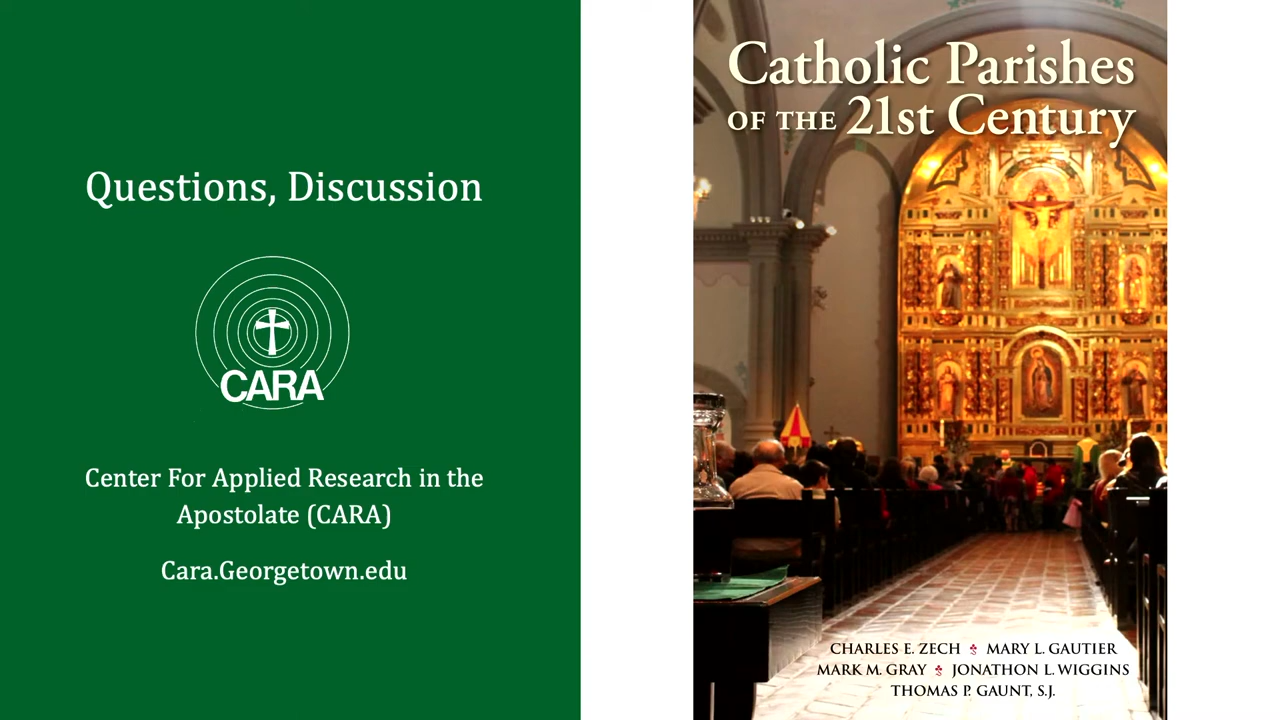 Questions, Discussion
CARA
Center For Applied Research in the
Apostolate (CARA)
Cara.Georgetown.edu
Catholic Parishes
OF THE 21st Century
CHARLES E. ZECH MARY L. GAUTIER
MARK M. GRAY JONATHON L. WIGGINS
THOMAS P. GAUNT, S.J.